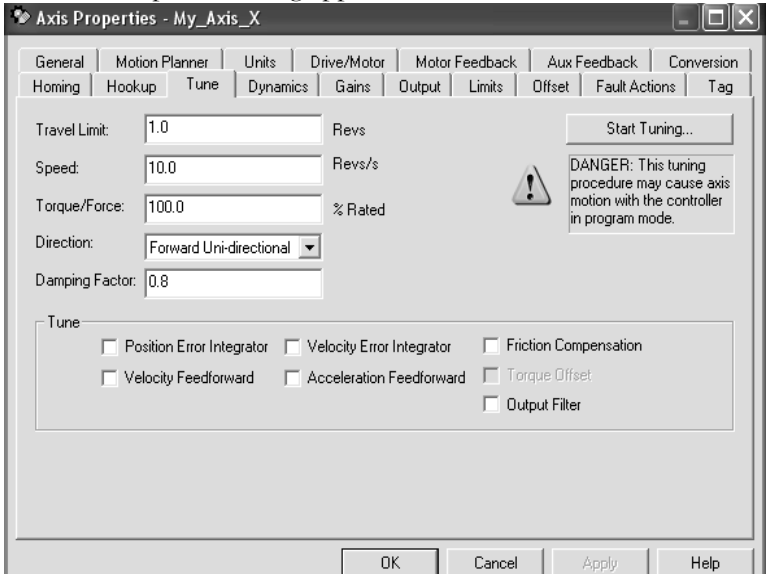 Axis Properties - My_Axis_X
General Motion Planner Units Drive/Motor Motor Feedback Aux Feedback Conversion
Homing Hookup Tune Dynamics Gains Output Limits Offset Fault Actions Tag
Travel Limit: 1.0 Revs Start Tuning...
Speed: 10.0 Revs/s
DANGER: This tuning
procedure may cause axis
motion with the controller
in program mode.
Torque/Force: 100.0 % Rated
Direction: Forward Uni-directional
Damping Factor: 0.8
Tune
Position Error Integrator Velocity Error Integrator Friction Compensation
Velocity Feedforward Acceleration Feedforward Torque Offset
Output Filter
OK Cancel Apply Help